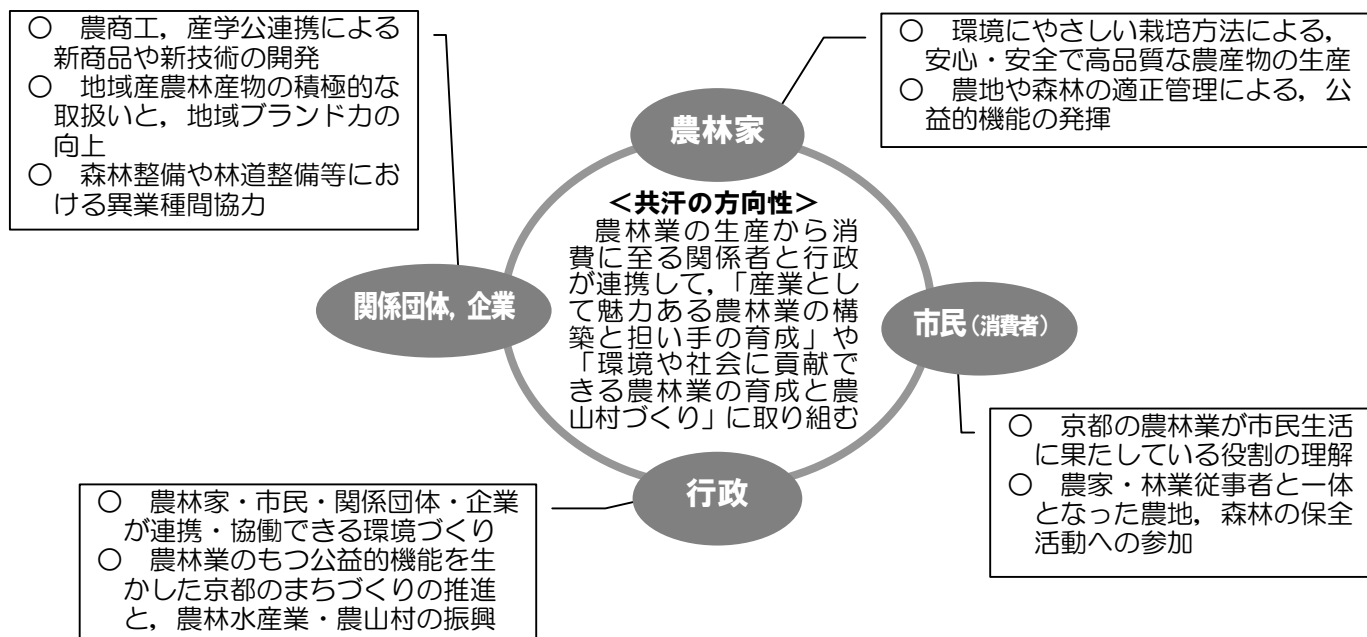 ○　農商工，産学公連携による
新商品や新技術の開発
○　地域産農林産物の積極的な
取扱いと，地域ブランド力の
向上
○　森林整備や林道整備等にお
ける異業種間協力
○　環境にやさしい栽培方法による，
安心・安全で高品質な農産物の生産
○　農地や森林の適正管理による，公
益的機能の発揮
農林家
＜共汗の方向性＞
農林業の生産から消
費に至る関係者と行政
が連携して，「産業とし
て魅力ある農林業の構
築と担い手の育成」や
「環境や社会に貢献で
きる農林業の育成と農
山村づくり」に取り組む
関係団体，企業
市民（消費者）
行政
○　京都の農林業が市民生活
に果たしている役割の理解
○　農家・林業従事者と一体
となった農地，森林の保全
活動への参加
○　農林家・市民・関係団体・企業
が連携・協働できる環境づくり
○　農林業のもつ公益的機能を生
かした京都のまちづくりの推進
と，農林水産業・農山村の振興